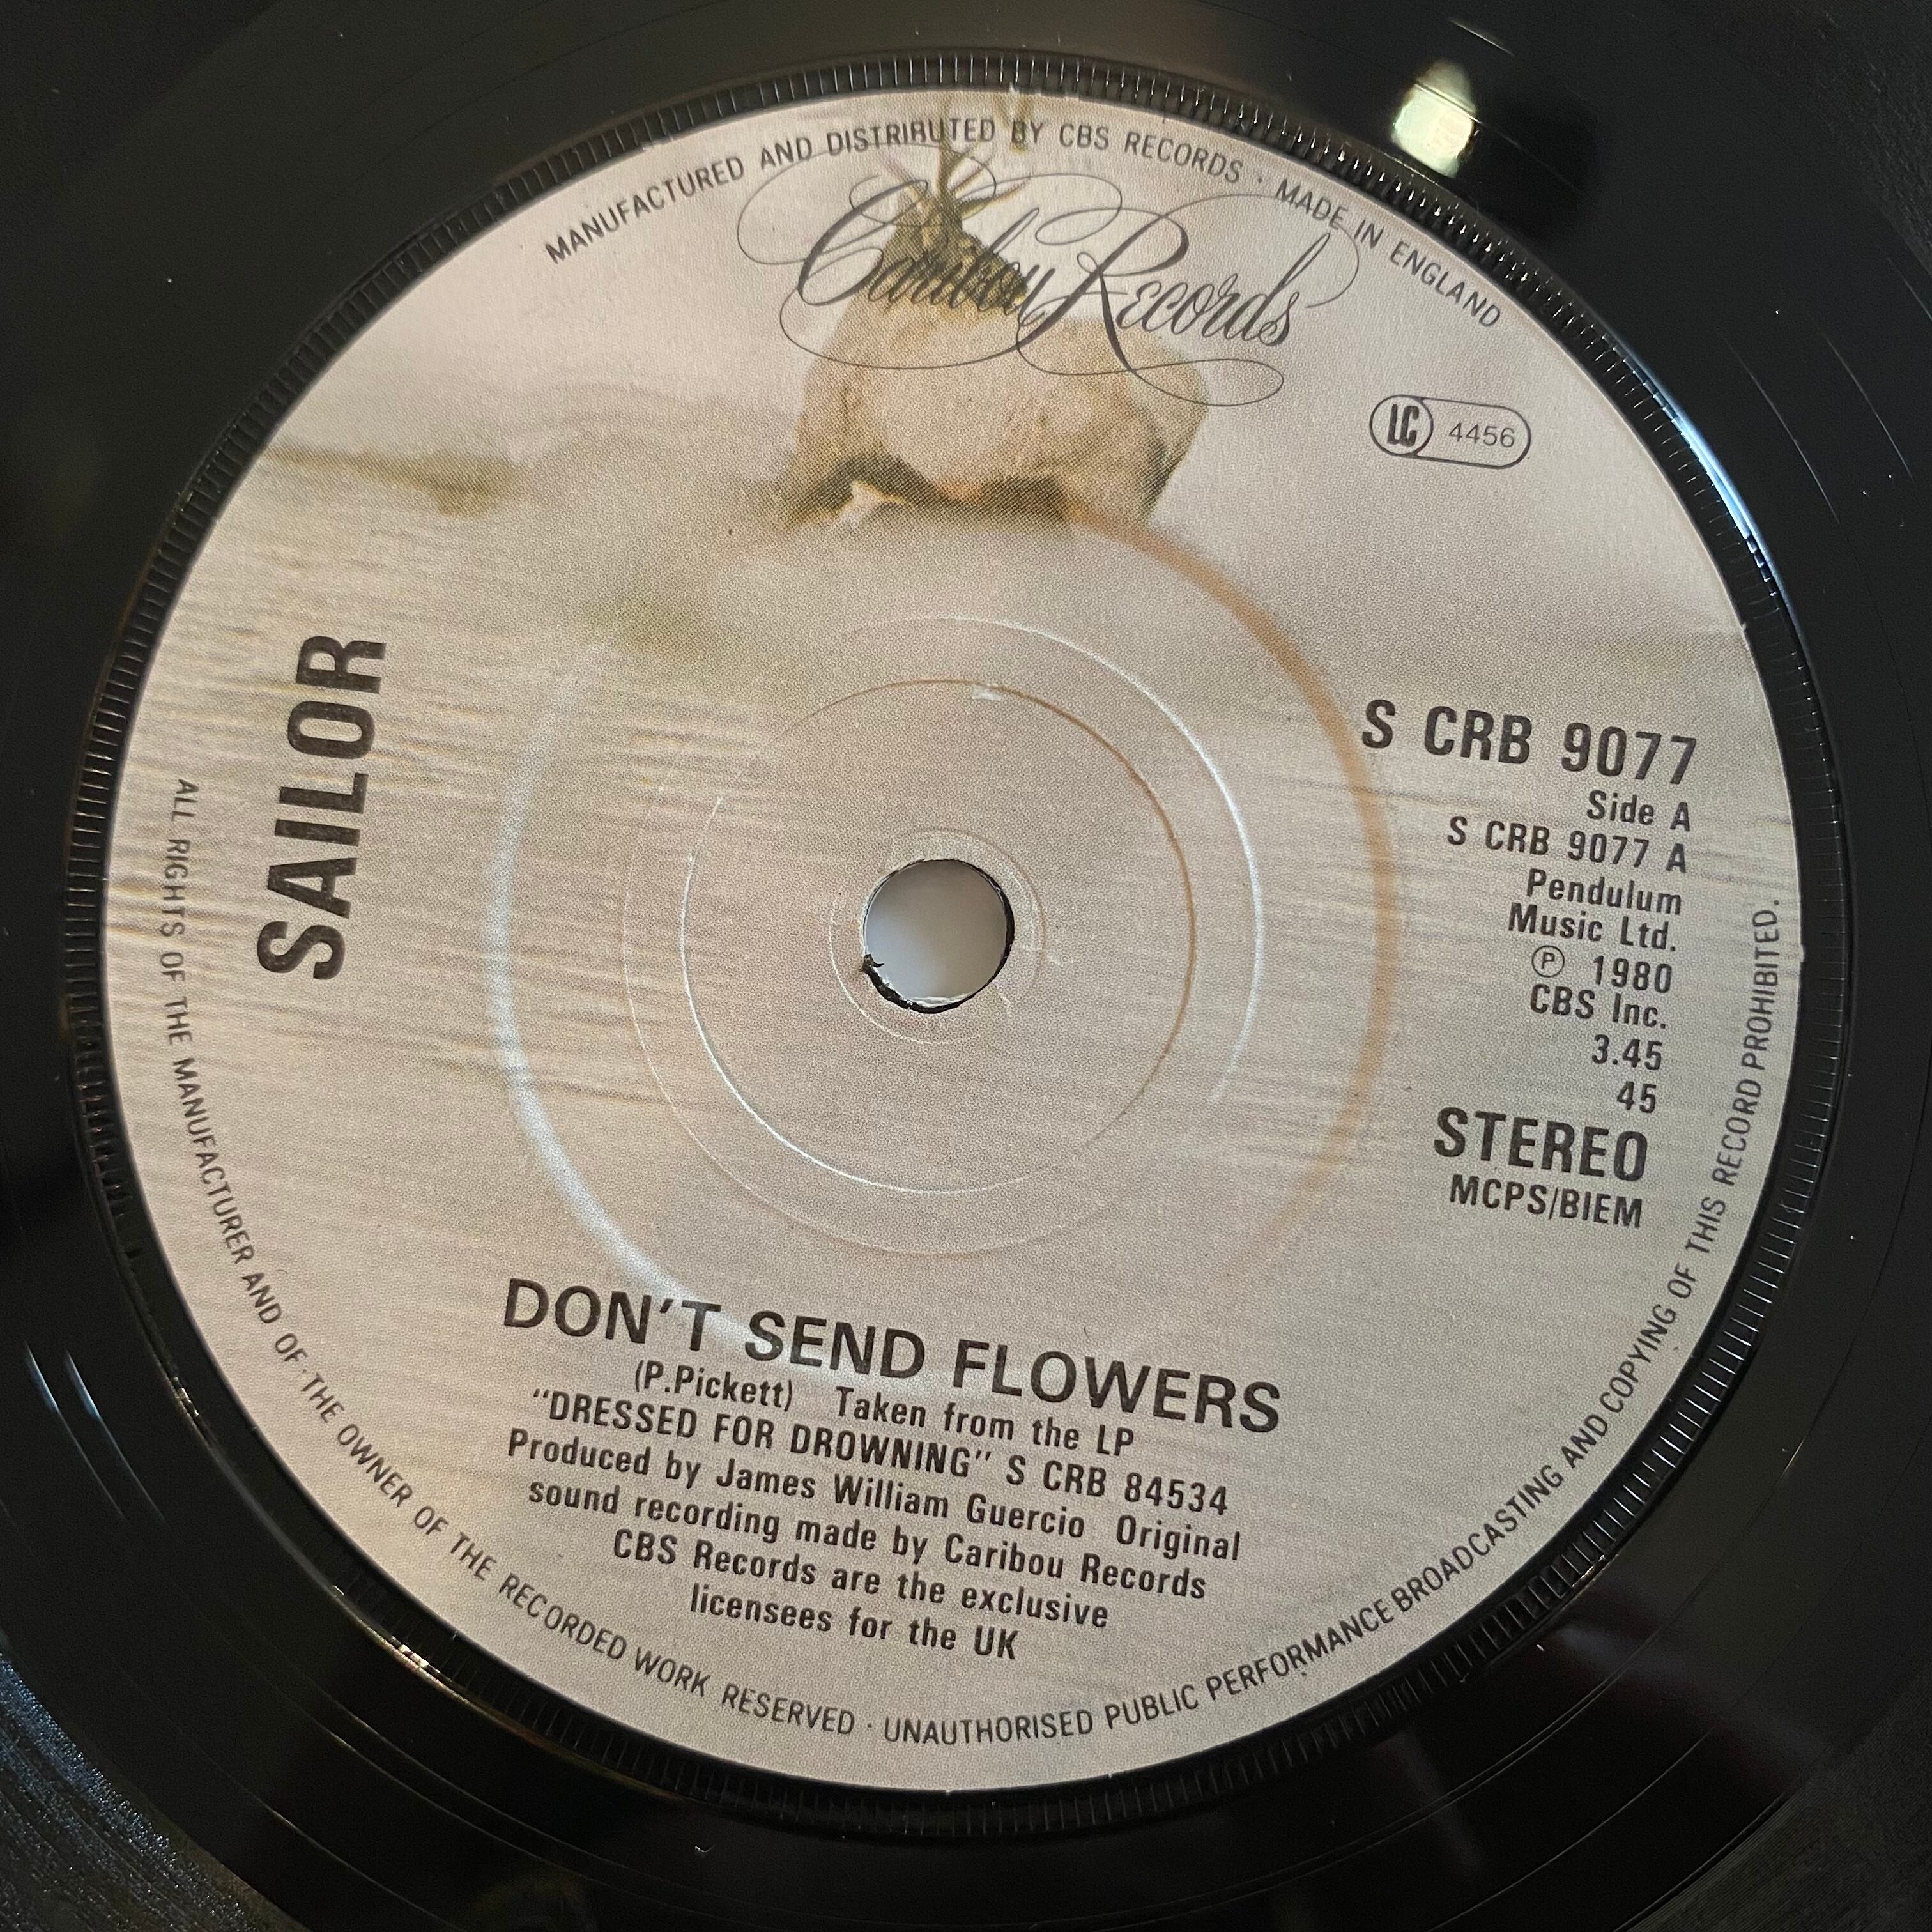 MANUFACTURED AND DISTRIBUTED BY CBS RECORDS · MADE IN ENGLAND
Caribou Records
LC 4456
SAILOR
S CRB 9077
Side A
S CRB 9077 A
Pendulum
Music Ltd.
℗ 1980
CBS Inc.
3.45
45
STEREO
MCPS/BIEM
DON'T SEND FLOWERS
(P.Pickett) Taken from the LP
"DRESSED FOR DROWNING" S CRB 84534
Produced by James William Guercio Original
sound recording made by Caribou Records
CBS Records are the exclusive
licensees for the UK
ALL RIGHTS OF THE MANUFACTURER AND OF THE OWNER OF THE RECORDED WORK RESERVED · UNAUTHORISED PUBLIC PERFORMANCE BROADCASTING AND COPYING OF THIS RECORD PROHIBITED.